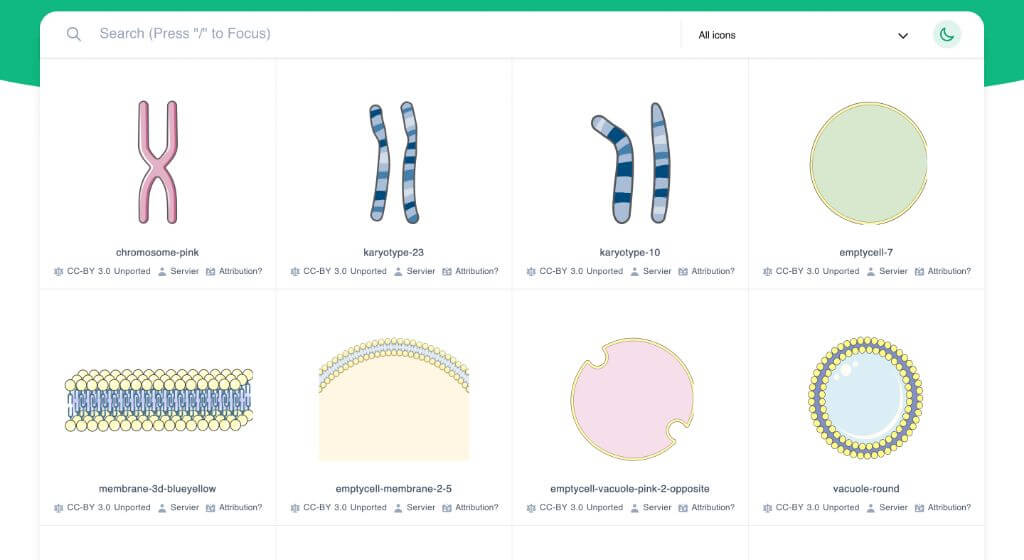 Search (Press "/" to Focus)
All icons
chromosome-pink
CC-BY 3.0 Unported Servier Attribution?
karyotype-23
CC-BY 3.0 Unported Servier Attribution?
karyotype-10
CC-BY 3.0 Unported Servier Attribution?
emptycell-7
CC-BY 3.0 Unported Servier Attribution?
membrane-3d-blueyellow
CC-BY 3.0 Unported Servier Attribution?
emptycell-membrane-2-5
CC-BY 3.0 Unported Servier Attribution?
emptycell-vacuole-pink-2-opposite
CC-BY 3.0 Unported Servier Attribution?
vacuole-round
CC-BY 3.0 Unported Servier Attribution?